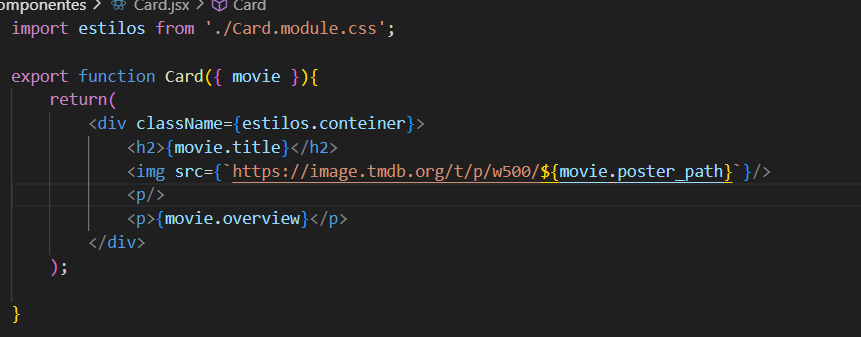 omponentes > Card.jsx > Card
import estilos from './Card.module.css';
export function Card({ movie }){
return(
<div className={estilos.conteiner}>
<h2>{movie.title}</h2>
<img src={`https://image.tmdb.org/t/p/w500/${movie.poster_path}`}/>
<p/>
<p>{movie.overview}</p>
</div>
);
}